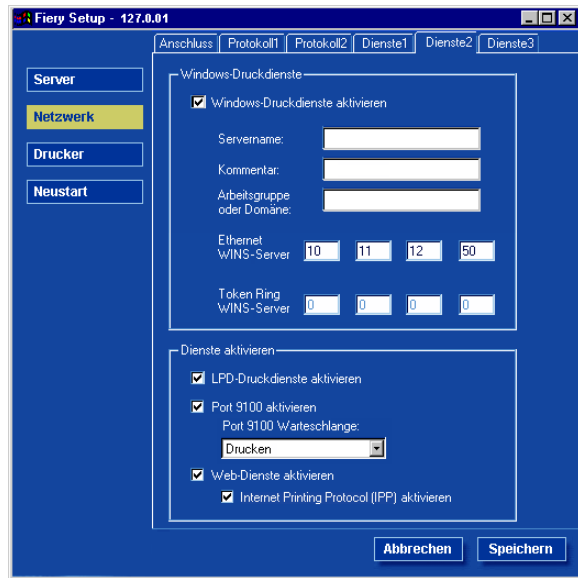 Fiery Setup - 127.0.01
Anschluss Protokoll1 Protokoll2 Dienste1 Dienste2 Dienste3
Server
Netzwerk
Drucker
Neustart
Windows-Druckdienste
Windows-Druckdienste aktivieren
Servername:
Kommentar:
Arbeitsgruppe
oder Domäne:
Ethernet
WINS-Server 10 11 12 50
Token Ring
WINS-Server 0 0 0 0
Dienste aktivieren
LPD-Druckdienste aktivieren
Port 9100 aktivieren
Port 9100 Warteschlange:
Drucken
Web-Dienste aktivieren
Internet Printing Protocol (IPP) aktivieren
Abbrechen Speichern